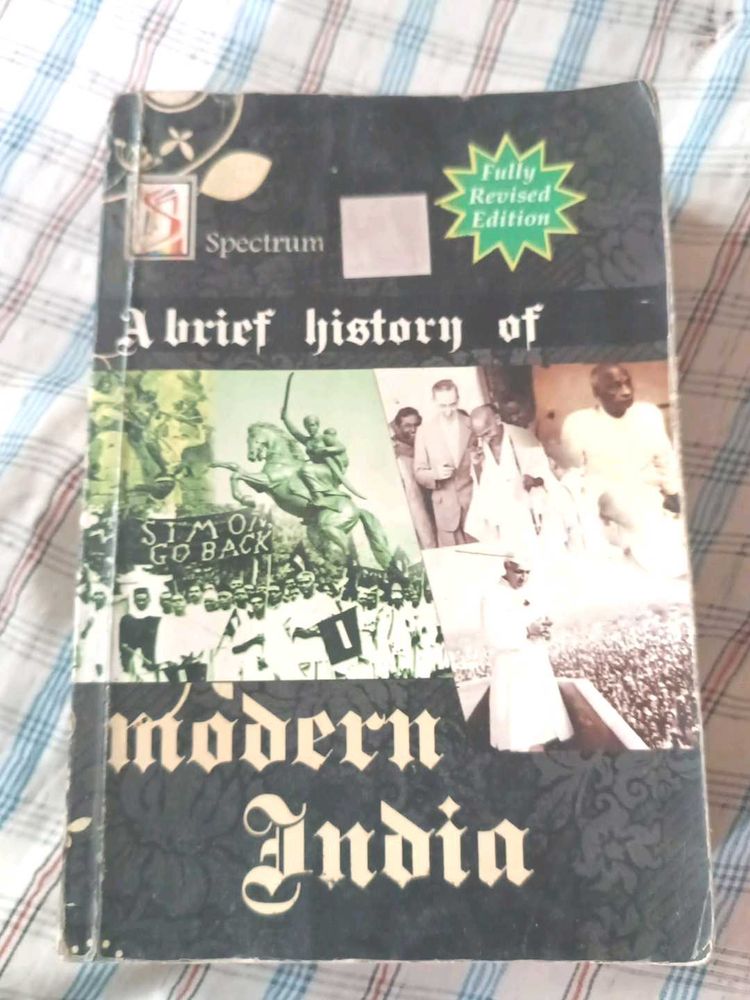 Spectrum
Fully
Revised
Edition
A brief history of
SIMON
GO BACK
modern
India